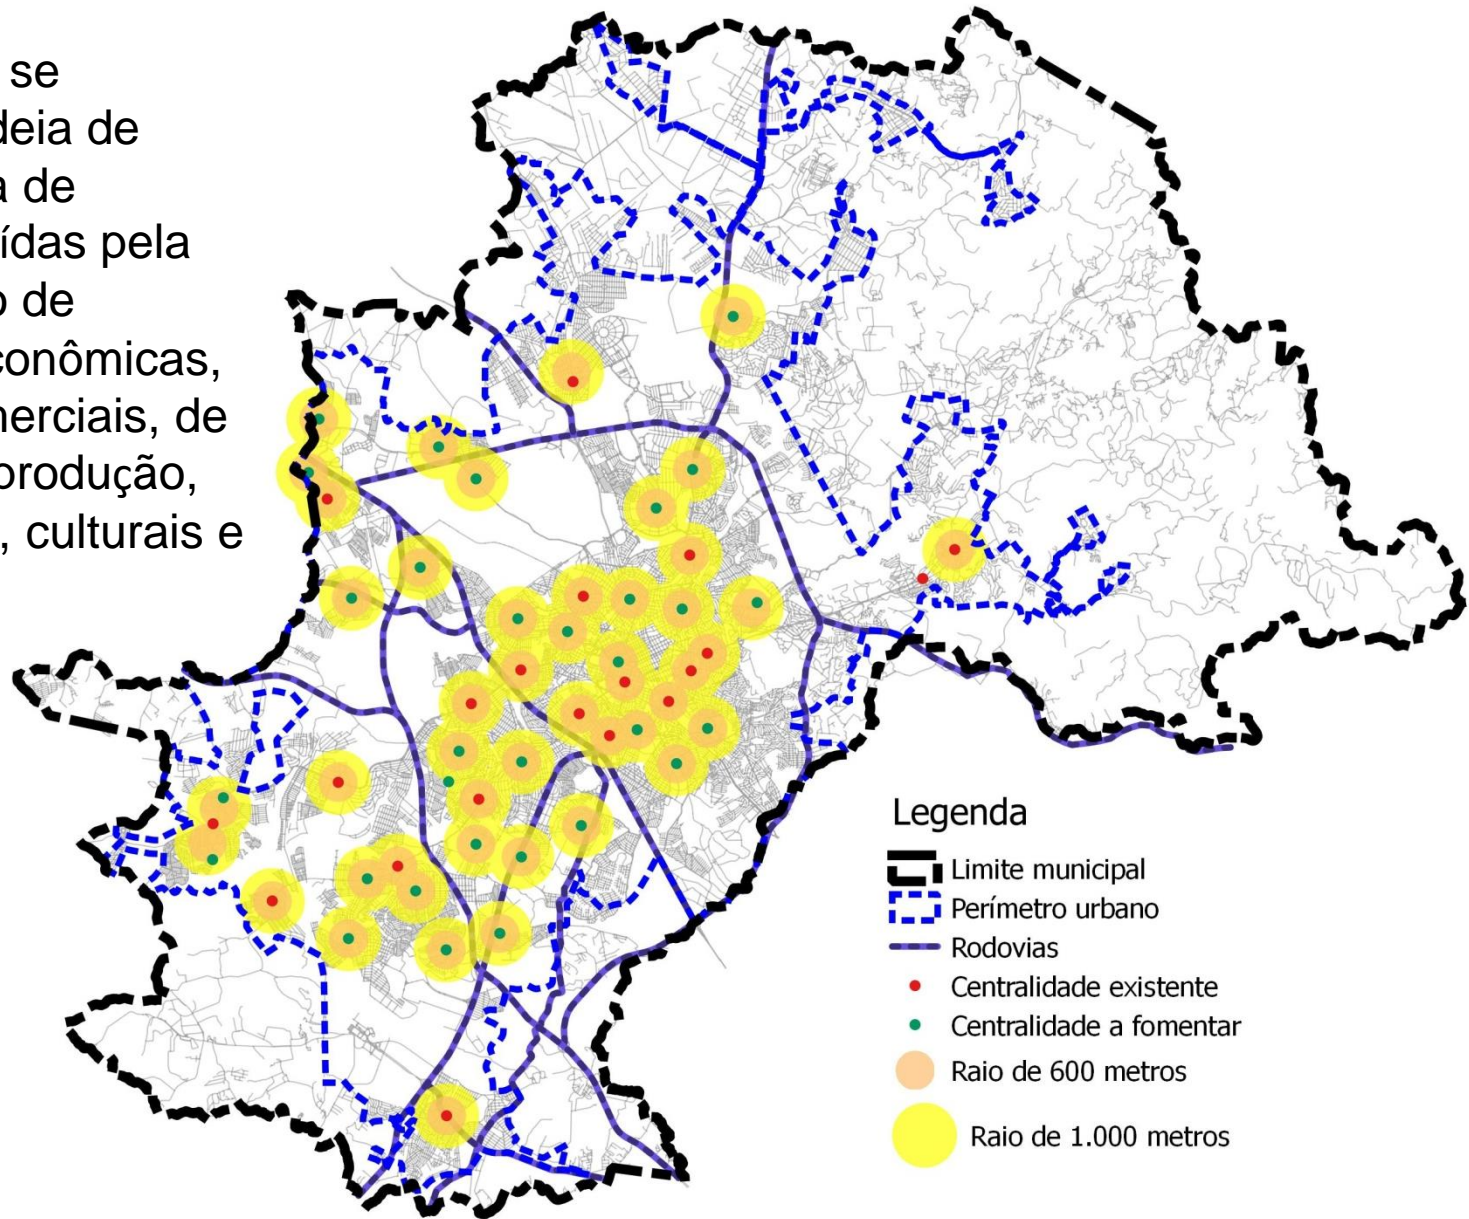 se
deia de
a de
ídas pela
o de
conômicas,
merciais, de
produção,
, culturais e
Legenda
Limite municipal
Perímetro urbano
Rodovias
Centralidade existente
Centralidade a fomentar
Raio de 600 metros
Raio de 1.000 metros